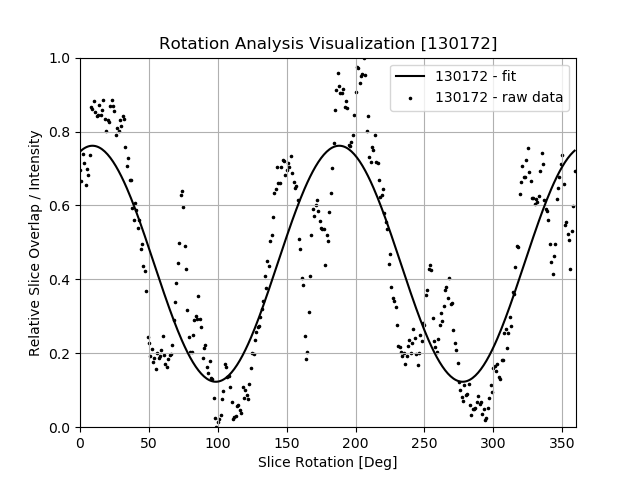 Rotation Analysis Visualization [130172]
130172 - fit
130172 - raw data
Relative Slice Overlap / Intensity
1.0
0.8
0.6
0.4
0.2
0.0
0 50 100 150 200 250 300 350
Slice Rotation [Deg]